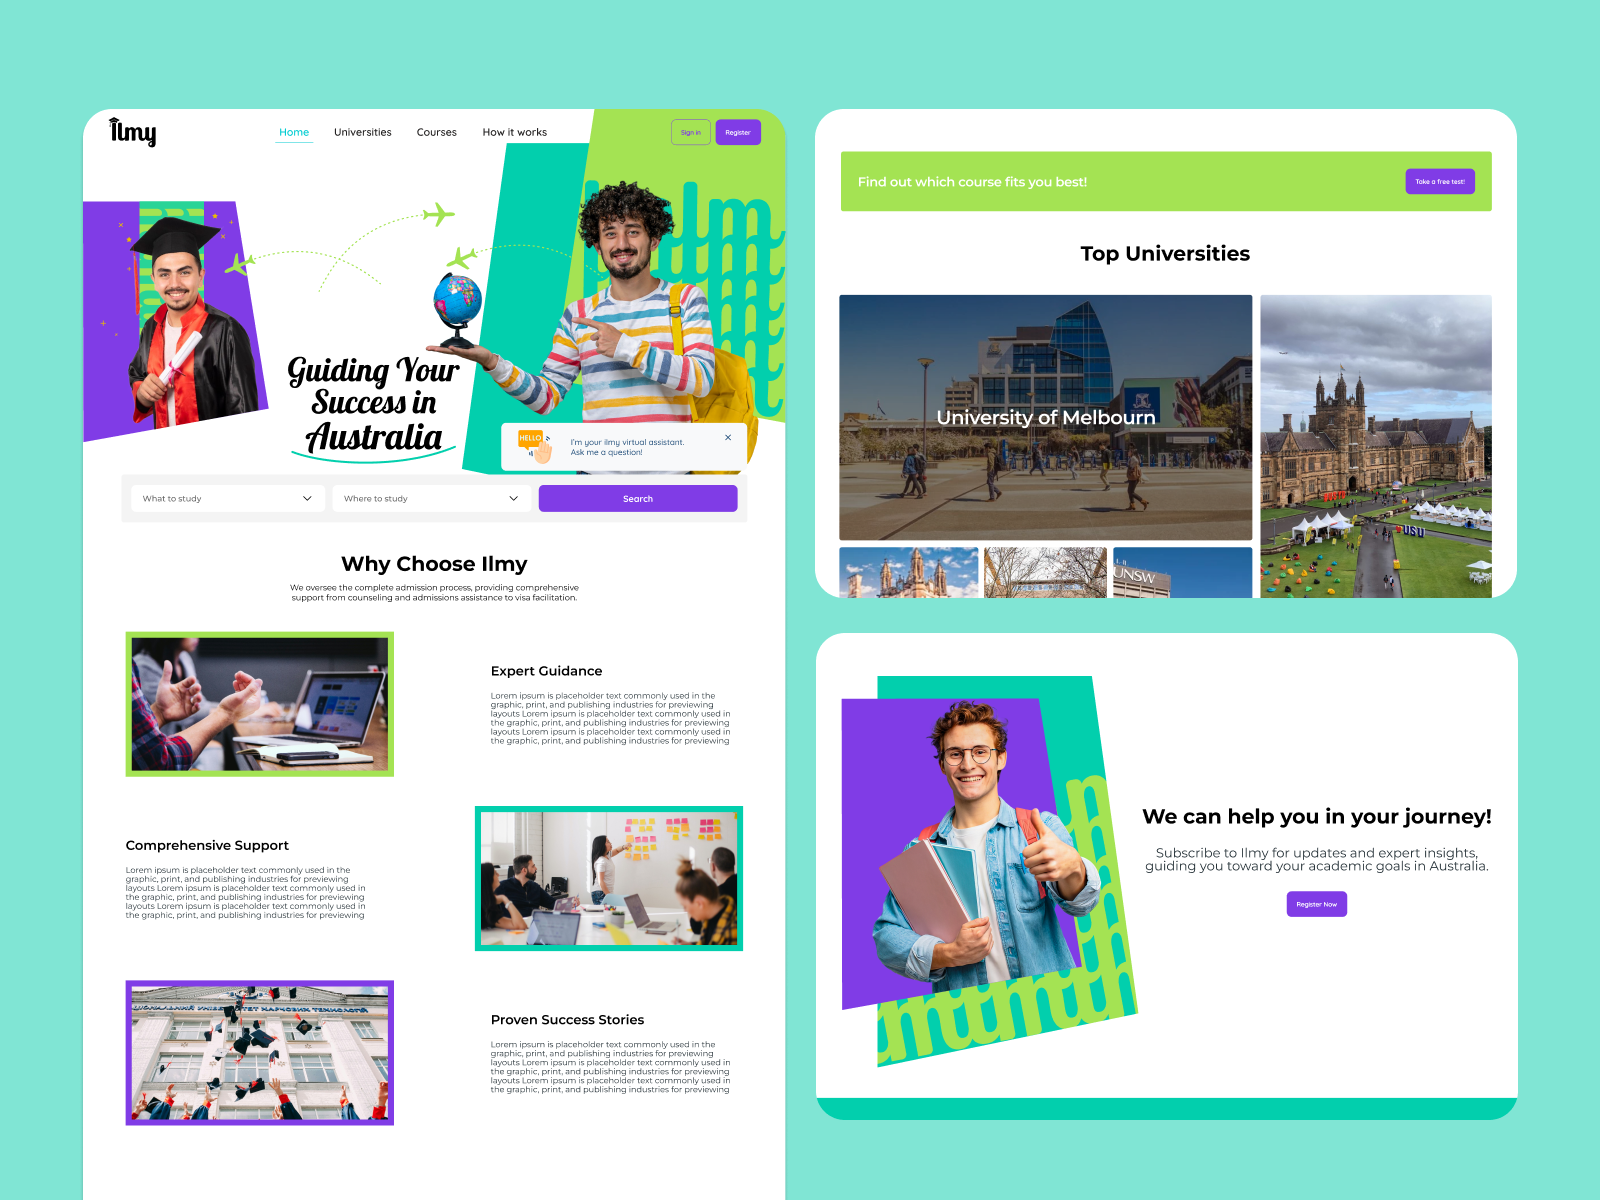 Ilmy
Home
Universities
Courses
How it works
Sign in
Register
Guiding Your
Success in
Australia
HELLO
I'm your ilmy virtual assistant.
Ask me a question!
What to study
Where to study
Search
Why Choose Ilmy
We oversee the complete admission process, providing comprehensive
support from counseling and admissions assistance to visa facilitation.
Expert Guidance
Lorem ipsum is placeholder text commonly used in the
graphic, print, and publishing industries for previewing
layouts Lorem ipsum is placeholder text commonly used in
the graphic, print, and publishing industries for previewing
layouts Lorem ipsum is placeholder text commonly used in
the graphic, print, and publishing industries for previewing
Comprehensive Support
Lorem ipsum is placeholder text commonly used in the
graphic, print, and publishing industries for previewing
layouts Lorem ipsum is placeholder text commonly used in
the graphic, print, and publishing industries for previewing
layouts Lorem ipsum is placeholder text commonly used in
the graphic, print, and publishing industries for previewing
Proven Success Stories
Lorem ipsum is placeholder text commonly used in the
graphic, print, and publishing industries for previewing
layouts Lorem ipsum is placeholder text commonly used in
the graphic, print, and publishing industries for previewing
layouts Lorem ipsum is placeholder text commonly used in
the graphic, print, and publishing industries for previewing
Find out which course fits you best!
Take a free test!
Top Universities
University of Melbourn
USU
UNSW
We can help you in your journey!
Subscribe to Ilmy for updates and expert insights,
guiding you toward your academic goals in Australia.
Register Now